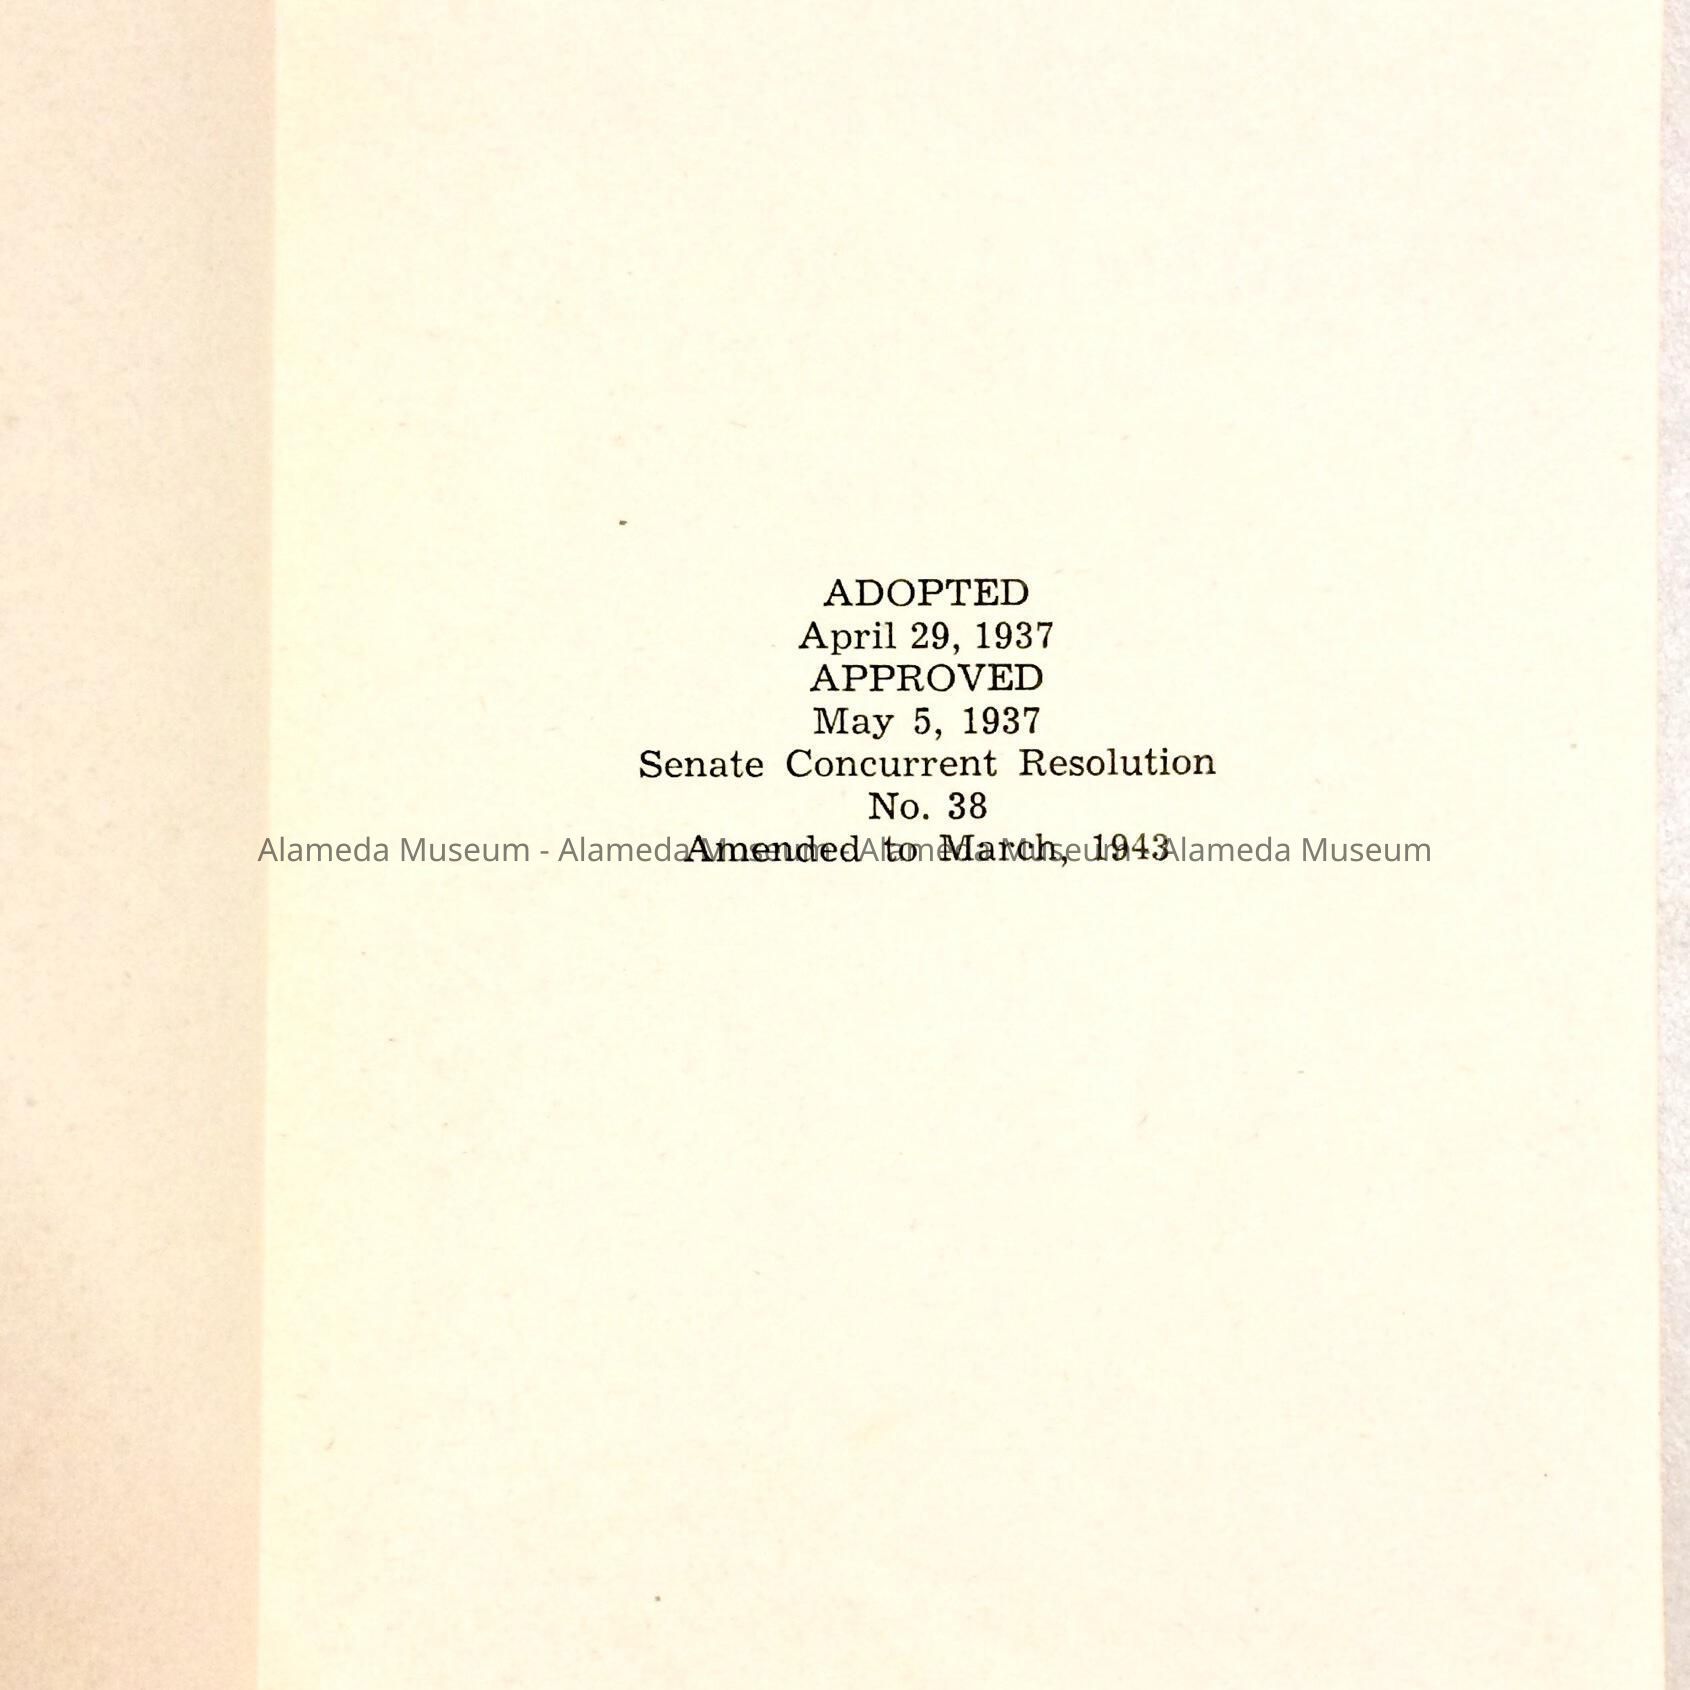 ADOPTED
April 29, 1937
APPROVED
May 5, 1937
Senate Concurrent Resolution
No. 38
Amended to March, 1943
Alameda Museum - Alameda Museum - Alameda Museum - Alameda Museum